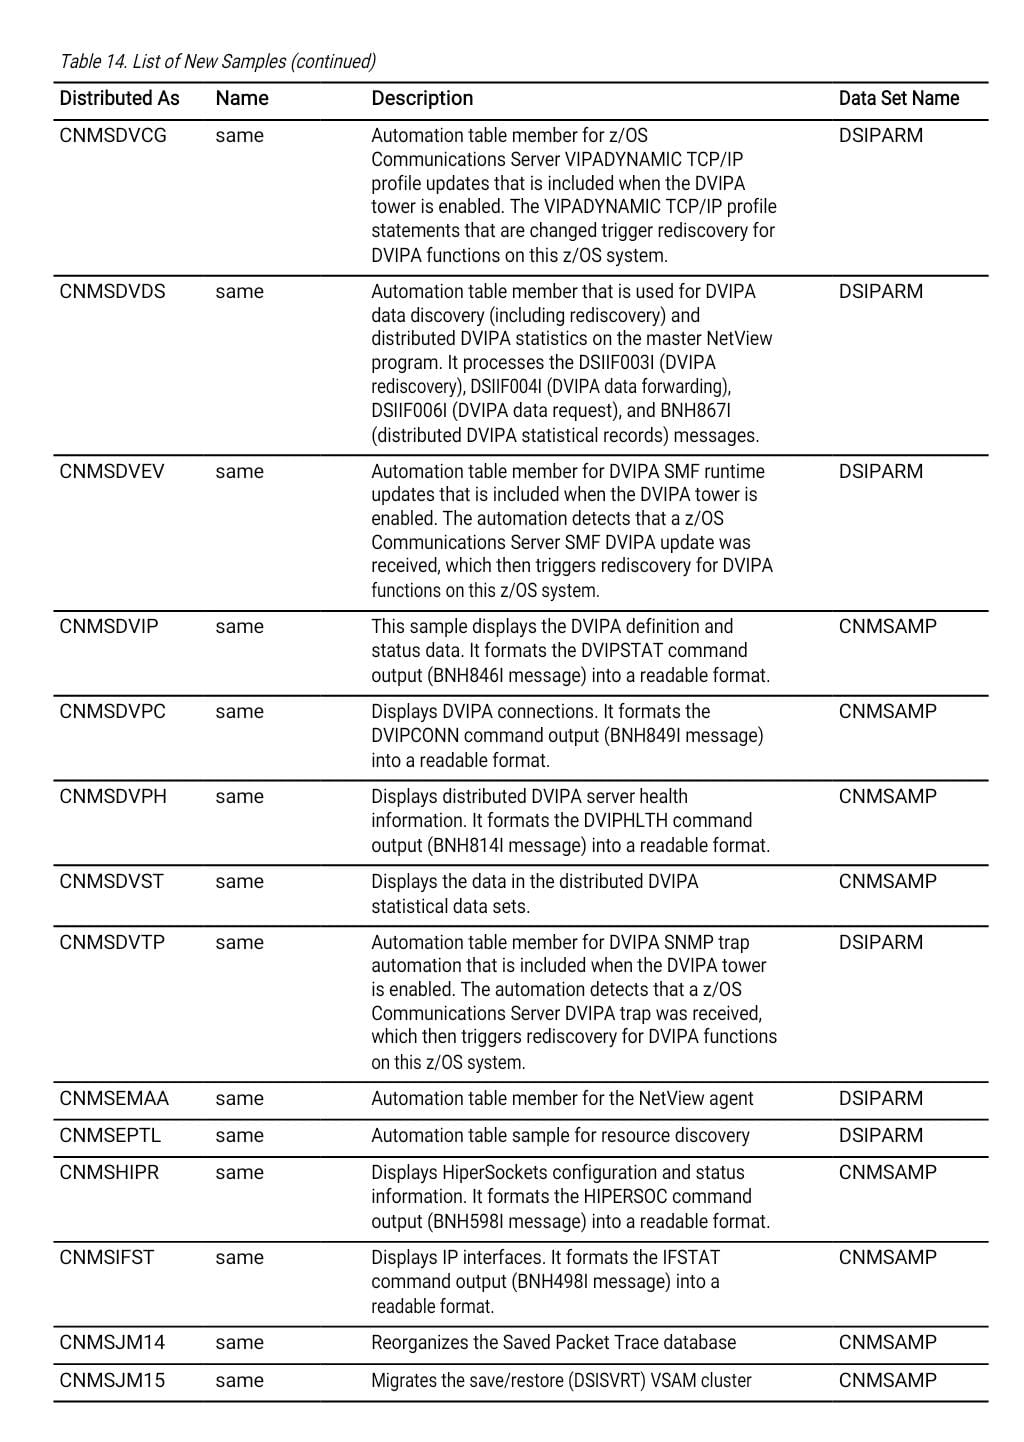 Table 14. List of New Samples (continued)
Distributed As Name Description Data Set Name
CNMSDVCG same Automation table member for z/OS DSIPARM
Communications Server VIPADYNAMIC TCP/IP
profile updates that is included when the DVIPA
tower is enabled. The VIPADYNAMIC TCP/IP profile
statements that are changed trigger rediscovery for
DVIPA functions on this z/OS system.
CNMSDVDS same Automation table member that is used for DVIPA DSIPARM
data discovery (including rediscovery) and
distributed DVIPA statistics on the master NetView
program. It processes the DSIIF003I (DVIPA
rediscovery), DSIIF004I (DVIPA data forwarding),
DSIIF006I (DVIPA data request), and BNH867I
(distributed DVIPA statistical records) messages.
CNMSDVEV same Automation table member for DVIPA SMF runtime DSIPARM
updates that is included when the DVIPA tower is
enabled. The automation detects that a z/OS
Communications Server SMF DVIPA update was
received, which then triggers rediscovery for DVIPA
functions on this z/OS system.
CNMSDVIP same This sample displays the DVIPA definition and CNMSAMP
status data. It formats the DVIPSTAT command
output (BNH846I message) into a readable format.
CNMSDVPC same Displays DVIPA connections. It formats the CNMSAMP
DVIPCONN command output (BNH849I message)
into a readable format.
CNMSDVPH same Displays distributed DVIPA server health CNMSAMP
information. It formats the DVIPHLTH command
output (BNH814I message) into a readable format.
CNMSDVST same Displays the data in the distributed DVIPA CNMSAMP
statistical data sets.
CNMSDVTP same Automation table member for DVIPA SNMP trap DSIPARM
automation that is included when the DVIPA tower
is enabled. The automation detects that a z/OS
Communications Server DVIPA trap was received,
which then triggers rediscovery for DVIPA functions
on this z/OS system.
CNMSEMAA same Automation table member for the NetView agent DSIPARM
CNMSEPTL same Automation table sample for resource discovery DSIPARM
CNMSHIPR same Displays HiperSockets configuration and status CNMSAMP
information. It formats the HIPERSOC command
output (BNH598I message) into a readable format.
CNMSIFST same Displays IP interfaces. It formats the IFSTAT CNMSAMP
command output (BNH498I message) into a
readable format.
CNMSJM14 same Reorganizes the Saved Packet Trace database CNMSAMP
CNMSJM15 same Migrates the save/restore (DSISVRT) VSAM cluster CNMSAMP